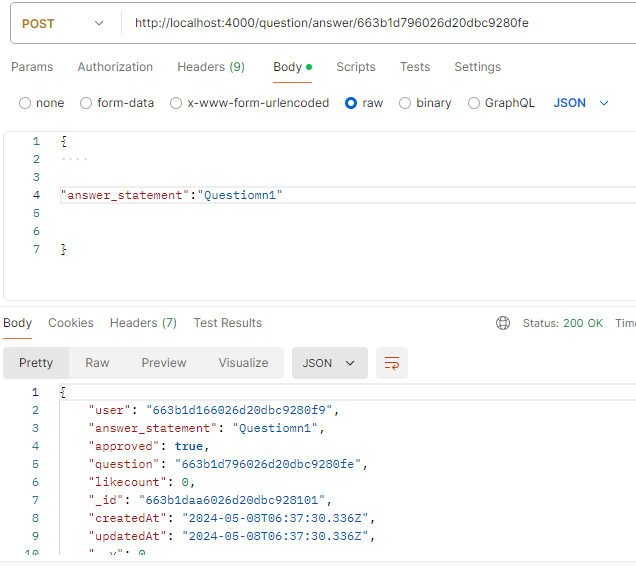 POST http://localhost:4000/question/answer/663b1d796026d20dbc9280fe
Params Authorization Headers (9) Body Scripts Tests Settings
none form-data x-www-form-urlencoded raw binary GraphQL JSON
1 {
2 ····
3
4 "answer_statement":"Questiomn1"
5
6
7 }
Body Cookies Headers (7) Test Results Status: 200 OK Time
Pretty Raw Preview Visualize JSON
1 {
2 "user": "663b1d166026d20dbc9280f9",
3 "answer_statement": "Questiomn1",
4 "approved": true,
5 "question": "663b1d796026d20dbc9280fe",
6 "likecount": 0,
7 "_id": "663b1daa6026d20dbc928101",
8 "createdAt": "2024-05-08T06:37:30.336Z",
9 "updatedAt": "2024-05-08T06:37:30.336Z",
10 "__v": 0